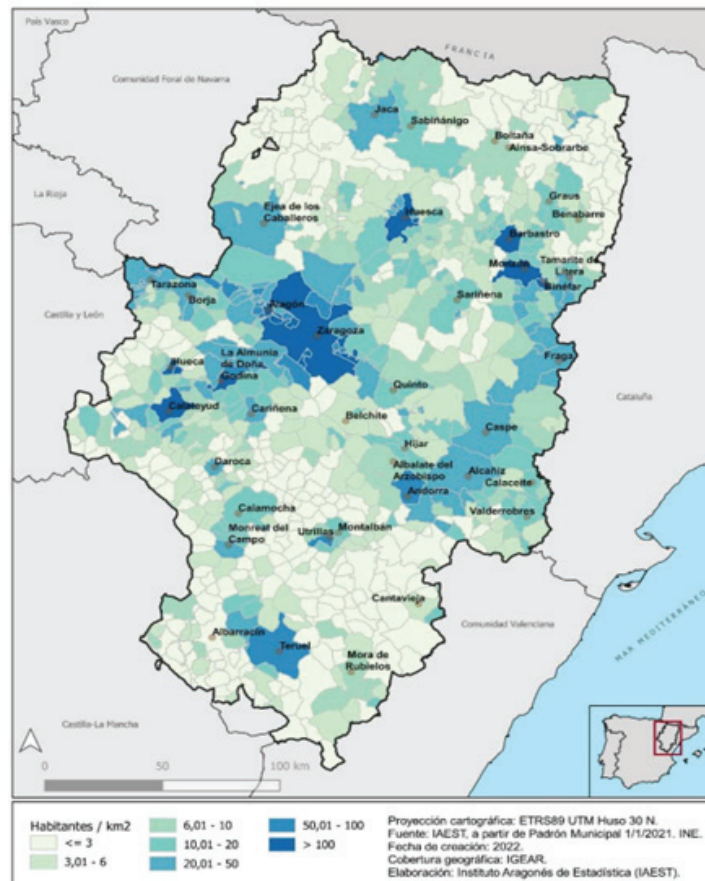 País Vasco
FRANCIA
Comunidad Foral de Navarra
Jaca
Sabiñánigo
Boltaña
Ainsa-Sobrarbe
La Rioja
Graus
Ejea de los
Caballeros
Huesca
Benabarre
Barbastro
Monzón
Tamarite de
Litera
Tarazona
Binéfar
Borja
Alagón
Sariñena
Castilla y León
Zaragoza
Illueca
La Almunia
de Doña
Godina
Fraga
Cataluña
Quinto
Calatayud
Cariñena
Belchite
Caspe
Daroca
Hijar
Albalate del
Arzobispo
Alcañiz
Calaceite
Andorra
Calamocha
Valderrobres
Monreal del
Campo
Utrillas
Montalbán
Cantavieja
Comunidad Valenciana
MAR MEDITERRÁNEO
Albarracín
Teruel
Mora de
Rubielos
Castilla-La Mancha
0 50 100 km
Habitantes / km2
<= 3
3,01 - 6
6,01 - 10
10,01 - 20
20,01 - 50
50,01 - 100
> 100
Proyección cartográfica: ETRS89 UTM Huso 30 N.
Fuente: IAEST, a partir de Padrón Municipal 1/1/2021. INE.
Fecha de creación: 2022.
Cobertura geográfica: IGEAR.
Elaboración: Instituto Aragonés de Estadística (IAEST).